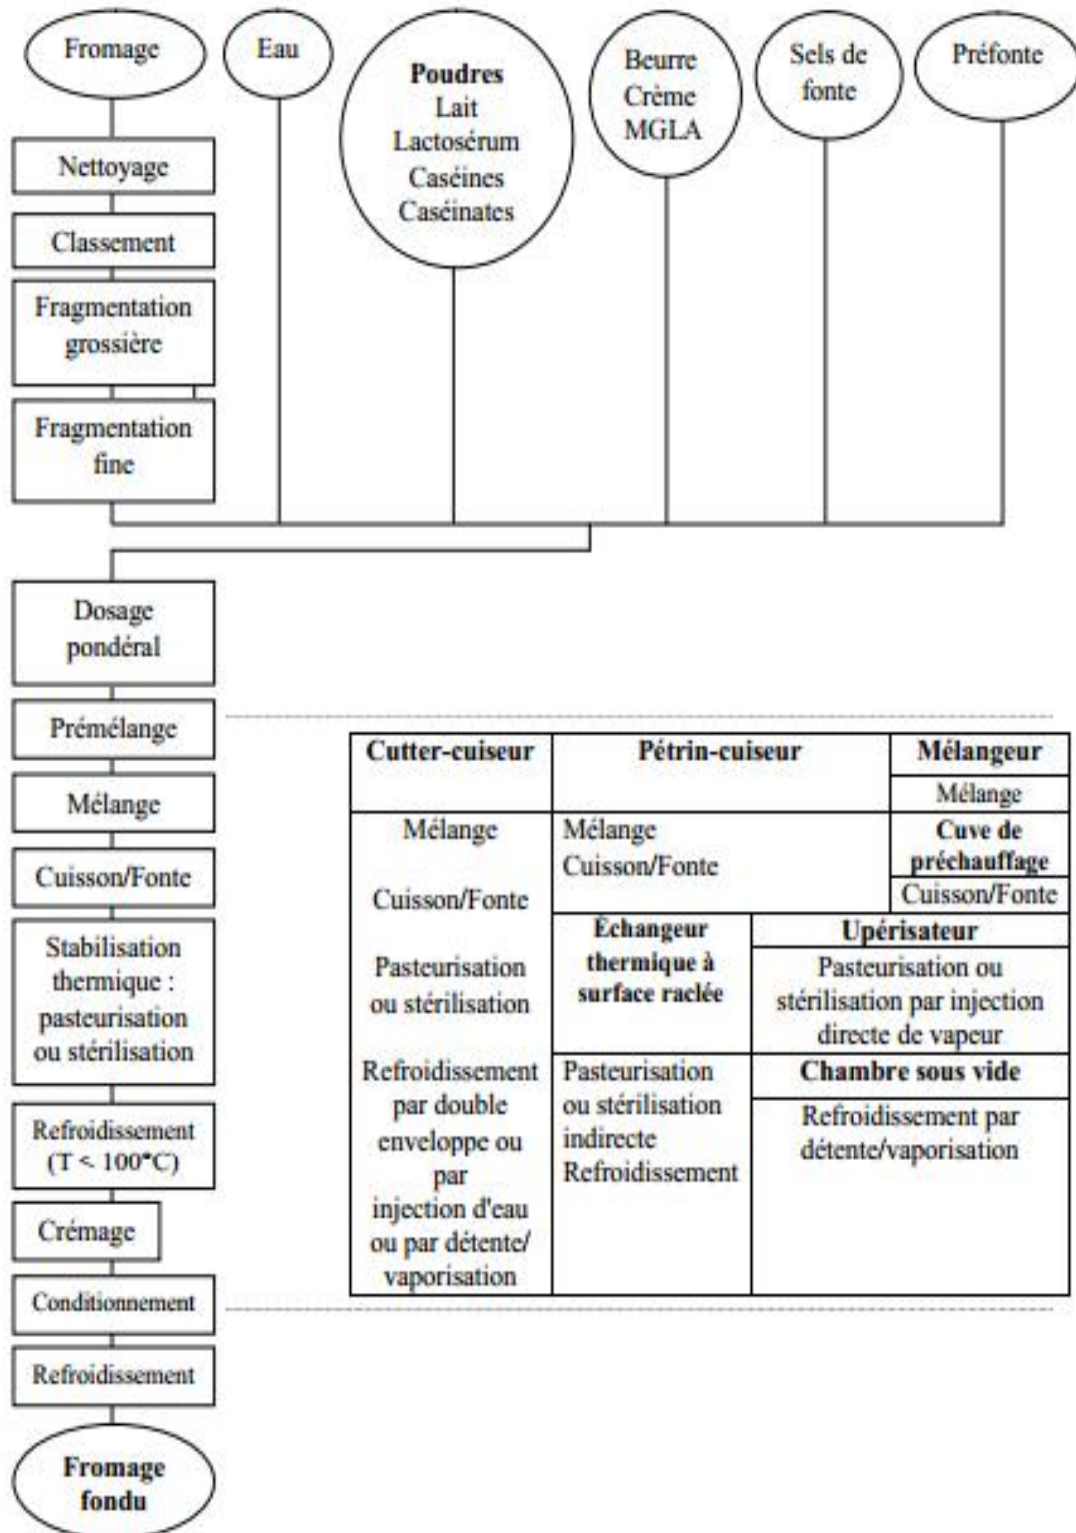 Fromage
Eau
Poudres
Lait
Lactosérum
Caséines
Caséinates
Beurre
Crème
MGLA
Sels de
fonte
Préfonte
Nettoyage
Classement
Fragmentation
grossière
Fragmentation
fine
Dosage
pondéral
Prémélange
Mélange
Cuisson/Fonte
Stabilisation
thermique :
pasteurisation
ou stérilisation
Refroidissement
(T < 100°C)
Crémage
Conditionnement
Refroidissement
Fromage
fondu
Cutter-cuiseur
Mélange
Cuisson/Fonte
Pasteurisation
ou stérilisation
Refroidissement
par double
enveloppe ou
par
injection d'eau
ou par détente/
vaporisation
Pétrin-cuiseur
Mélange
Cuisson/Fonte
Échangeur
thermique à
surface raclée
Pasteurisation
ou stérilisation
indirecte
Refroidissement
Mélangeur
Mélange
Cuve de
préchauffage
Cuisson/Fonte
Upérisateur
Pasteurisation ou
stérilisation par injection
directe de vapeur
Chambre sous vide
Refroidissement par
détente/vaporisation